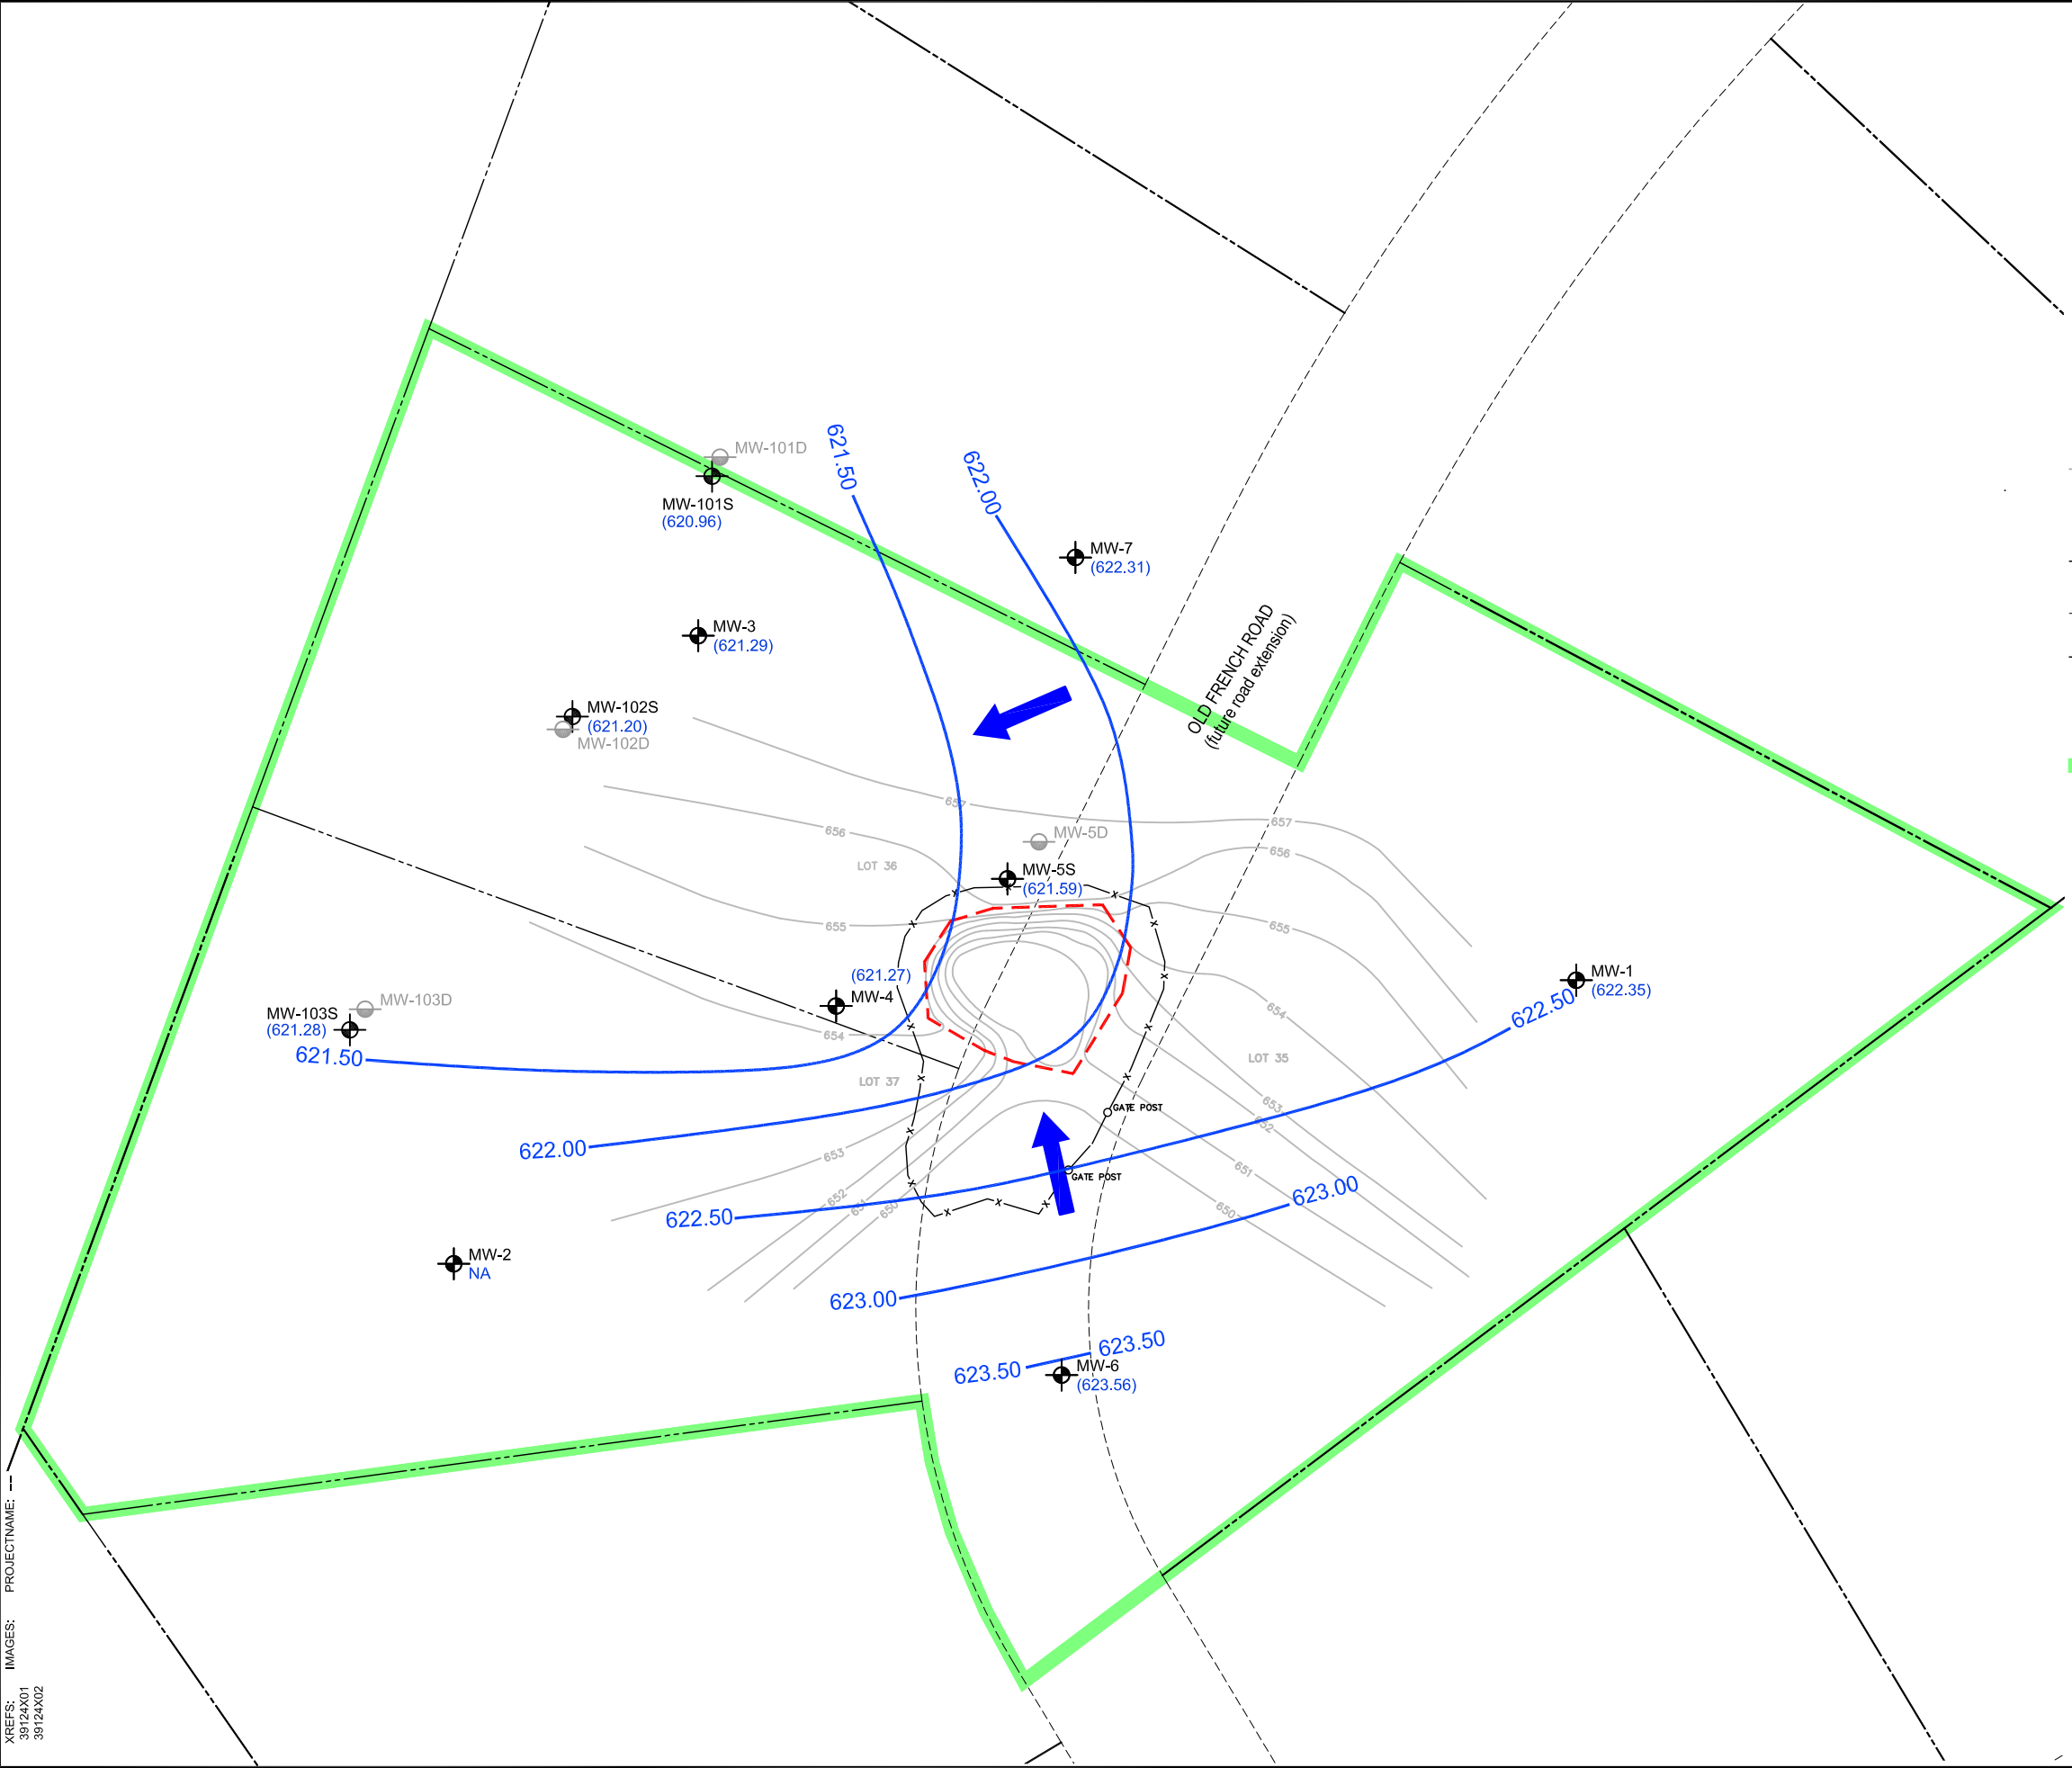 MW-101D
MW-101S
(620.96)
621.50
622.00
MW-7
(622.31)
MW-3
(621.29)
OLD FRENCH ROAD
(future road extension)
MW-102S
(621.20)
MW-102D
657
657
656
656
MW-5D
LOT 36
MW-5S
(621.59)
655
655
(621.27)
MW-4
MW-1
(622.35)
MW-103D
MW-103S
(621.28)
621.50
622.50
654
654
LOT 35
LOT 37
653
652
GATE POST
622.00
653
651
GATE POST
652
651
650
650
622.50
623.00
MW-2
NA
623.00
623.50
623.50
MW-6
(623.56)
XREFS:
39124X01
39124X02
IMAGES:
PROJECTNAME: ----